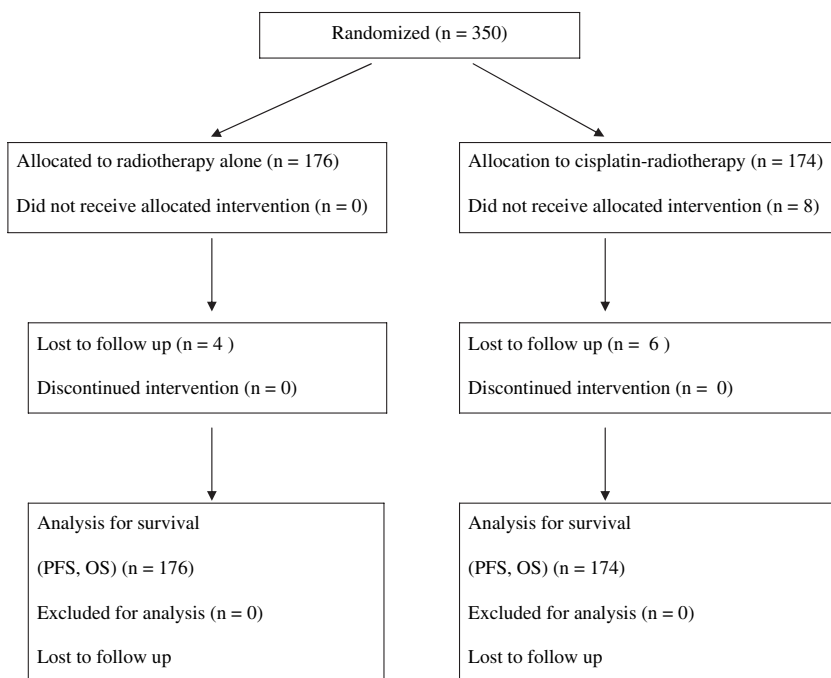 Randomized (n = 350)
Allocated to radiotherapy alone (n = 176)
Did not receive allocated intervention (n = 0)
Allocation to cisplatin-radiotherapy (n = 174)
Did not receive allocated intervention (n = 8)
Lost to follow up (n = 4 )
Discontinued intervention (n = 0)
Lost to follow up (n =  6 )
Discontinued intervention (n =  0)
Analysis for survival
(PFS, OS) (n = 176)
Excluded for analysis (n = 0)
Lost to follow up
Analysis for survival
(PFS, OS) (n = 174)
Excluded for analysis (n = 0)
Lost to follow up